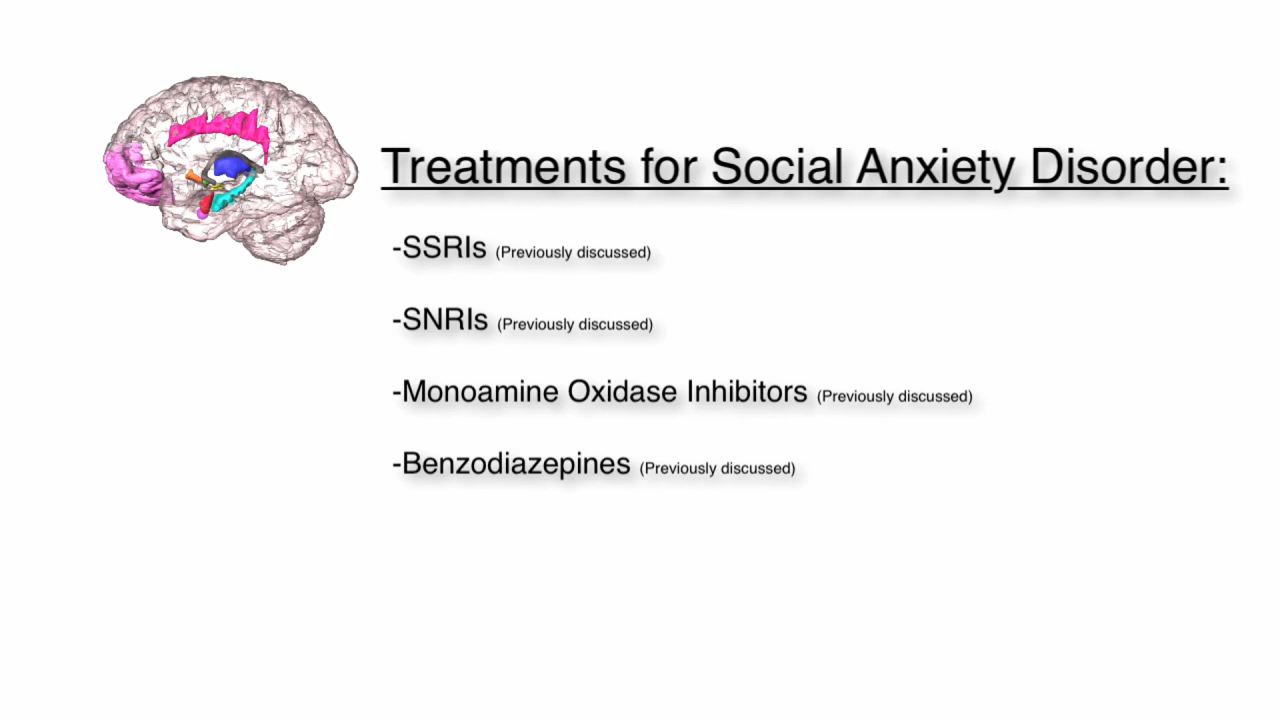 Treatments for Social Anxiety Disorder:
-SSRIs (Previously discussed)
-SNRIs (Previously discussed)
-Monoamine Oxidase Inhibitors (Previously discussed)
-Benzodiazepines (Previously discussed)